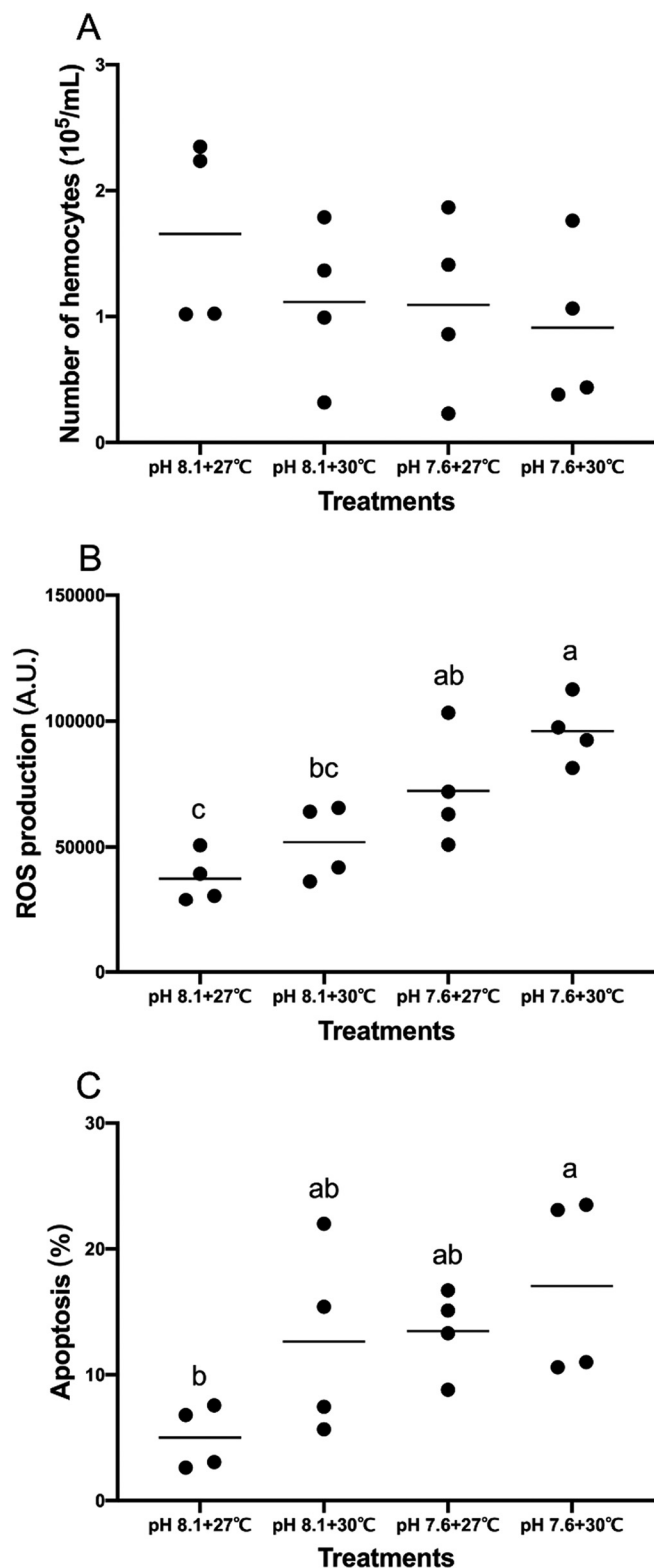 A
Number of hemocytes (10⁵/mL)
3
2
1
0
pH 8.1+27℃ pH 8.1+30℃ pH 7.6+27℃ pH 7.6+30℃
Treatments
B
ROS production (A.U.)
150000
100000
50000
0
c
bc
ab
a
pH 8.1+27℃ pH 8.1+30℃ pH 7.6+27℃ pH 7.6+30℃
Treatments
C
Apoptosis (%)
30
20
10
0
b
ab
ab
a
pH 8.1+27℃ pH 8.1+30℃ pH 7.6+27℃ pH 7.6+30℃
Treatments